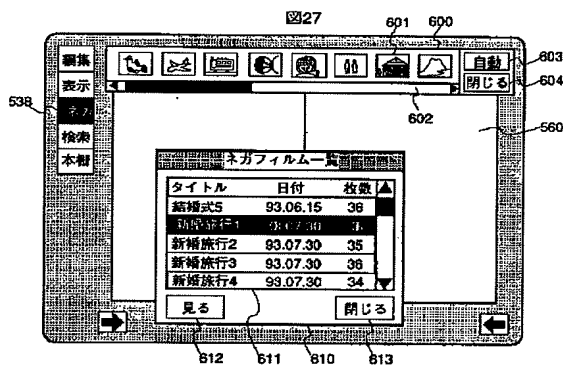 図27
601
600
編集
表示
ネガ
検索
本棚
自動
閉じる
603
604
538
602
560
ネガフィルム一覧
タイトル 日付 枚数
結婚式5 93.06.15 36
新婚旅行1
新婚旅行2 93.07.30 35
新婚旅行3 93.07.30 36
新婚旅行4 93.07.30 34
見る
閉じる
612
611
610
613